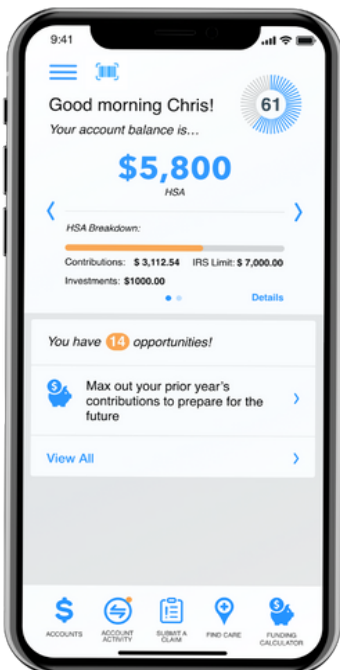 9:41
Good morning Chris!
61
Your account balance is...
$5,800
HSA
HSA Breakdown:
Contributions: $ 3,112.54 IRS Limit: $ 7,000.00
Investments: $1000.00
Details
You have 14 opportunities!
Max out your prior year's
contributions to prepare for the
future
View All
ACCOUNTS
ACCOUNT
ACTIVITY
SUBMIT A
CLAIM
FIND CARE
FUNDING
CALCULATOR